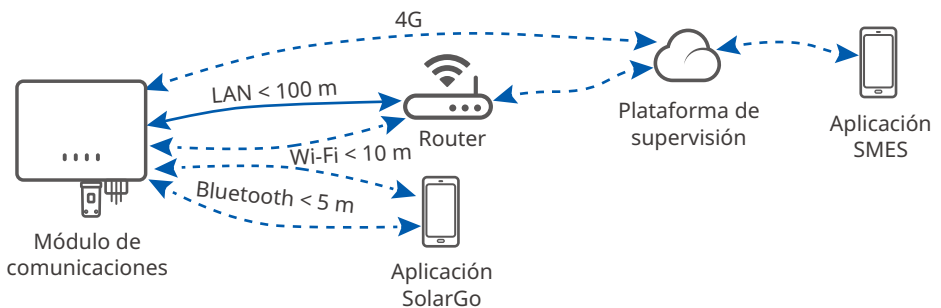 4G
LAN < 100 m
Router
Wi-Fi < 10 m
Bluetooth < 5 m
Módulo de
comunicaciones
Aplicación
SolarGo
Plataforma de
supervisión
Aplicación
SMES